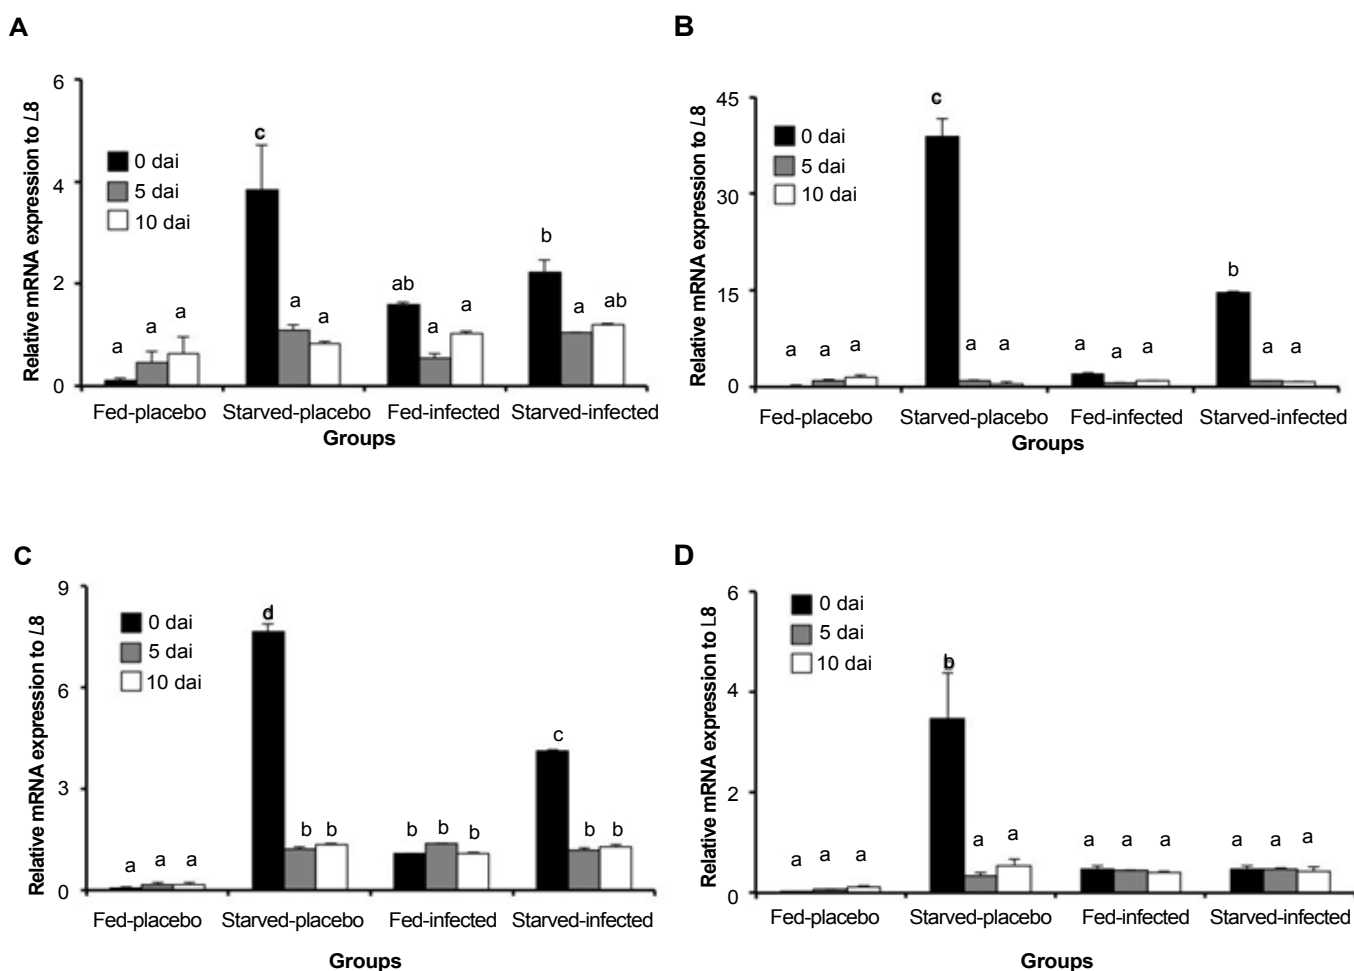 A
Relative mRNA expression to L8
6
4
2
0
0 dai
5 dai
10 dai
a a a
c a a
ab a a
b a ab
Fed-placebo Starved-placebo Fed-infected Starved-infected
Groups
B
Relative mRNA expression to L8
45
30
15
0
0 dai
5 dai
10 dai
a a a
c a a
a a a
b a a
Fed-placebo Starved-placebo Fed-infected Starved-infected
Groups
C
Relative mRNA expression to L8
9
6
3
0
0 dai
5 dai
10 dai
a a a
d b b
b b b
c b b
Fed-placebo Starved-placebo Fed-infected Starved-infected
Groups
D
Relative mRNA expression to L8
6
4
2
0
0 dai
5 dai
10 dai
a a a
b a a
a a a
a a a
Fed-placebo Starved-placebo Fed-infected Starved-infected
Groups